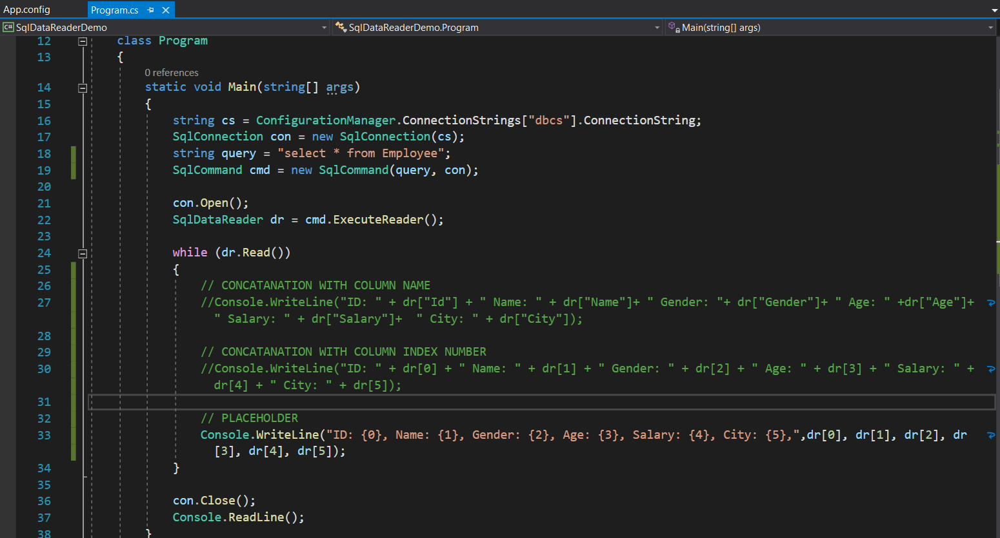 App.config
Program.cs
C# SqlDataReaderDemo
SqlDataReaderDemo.Program
Main(string[] args)
12 class Program
13 {
0 references
14 static void Main(string[] args)
15 {
16 string cs = ConfigurationManager.ConnectionStrings["dbcs"].ConnectionString;
17 SqlConnection con = new SqlConnection(cs);
18 string query = "select * from Employee";
19 SqlCommand cmd = new SqlCommand(query, con);
20
21 con.Open();
22 SqlDataReader dr = cmd.ExecuteReader();
23
24 while (dr.Read())
25 {
26 // CONCATANATION WITH COLUMN NAME
27 //Console.WriteLine("ID: " + dr["Id"] + " Name: " + dr["Name"]+ " Gender: "+ dr["Gender"]+ " Age: " +dr["Age"]+
" Salary: " + dr["Salary"]+  " City: " + dr["City"]);
28
29 // CONCATANATION WITH COLUMN INDEX NUMBER
30 //Console.WriteLine("ID: " + dr[0] + " Name: " + dr[1] + " Gender: " + dr[2] + " Age: " + dr[3] + " Salary: " +
dr[4] + " City: " + dr[5]);
31
32 // PLACEHOLDER
33 Console.WriteLine("ID: {0}, Name: {1}, Gender: {2}, Age: {3}, Salary: {4}, City: {5},",dr[0], dr[1], dr[2], dr
[3], dr[4], dr[5]);
34 }
35
36 con.Close();
37 Console.ReadLine();
38 }